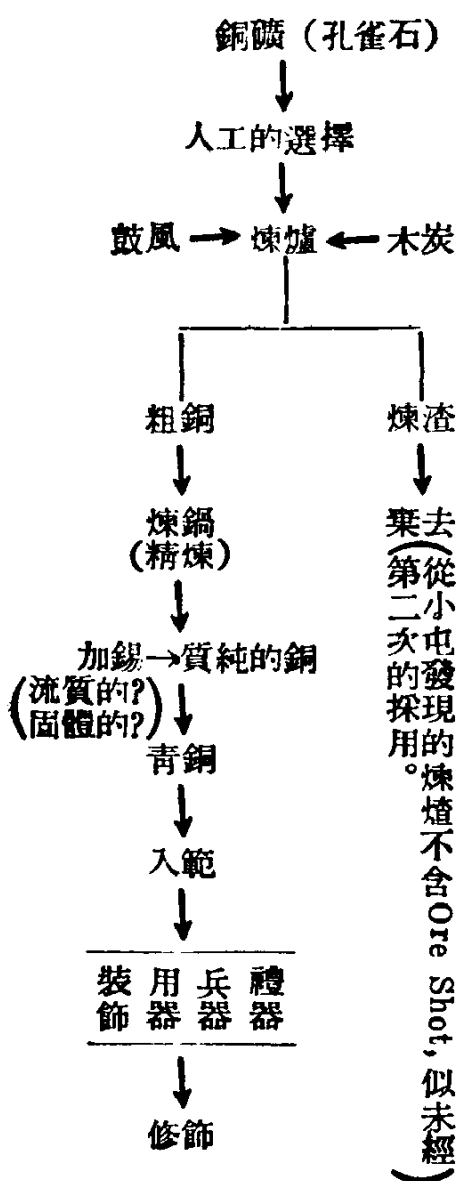 銅礦（孔雀石）
人工的選擇
鼓風→煉爐←木炭
粗銅
煉渣
煉鍋
（精煉）
棄去
（從小屯發現的煉渣不含Ore Shot,似未經
第二次的採用。）
加錫→質純的銅
（流質的?
固體的?）
青銅
入範
禮器
兵器
用器
裝飾
修飾